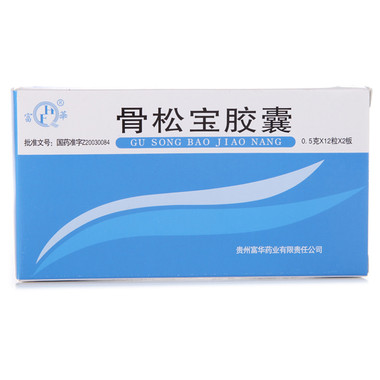 富華®
骨松宝胶囊
GU SONG BAO JIAO NANG
批准文号：国药准字Z20030084
0.5克X12粒X2板
贵州富华药业有限责任公司